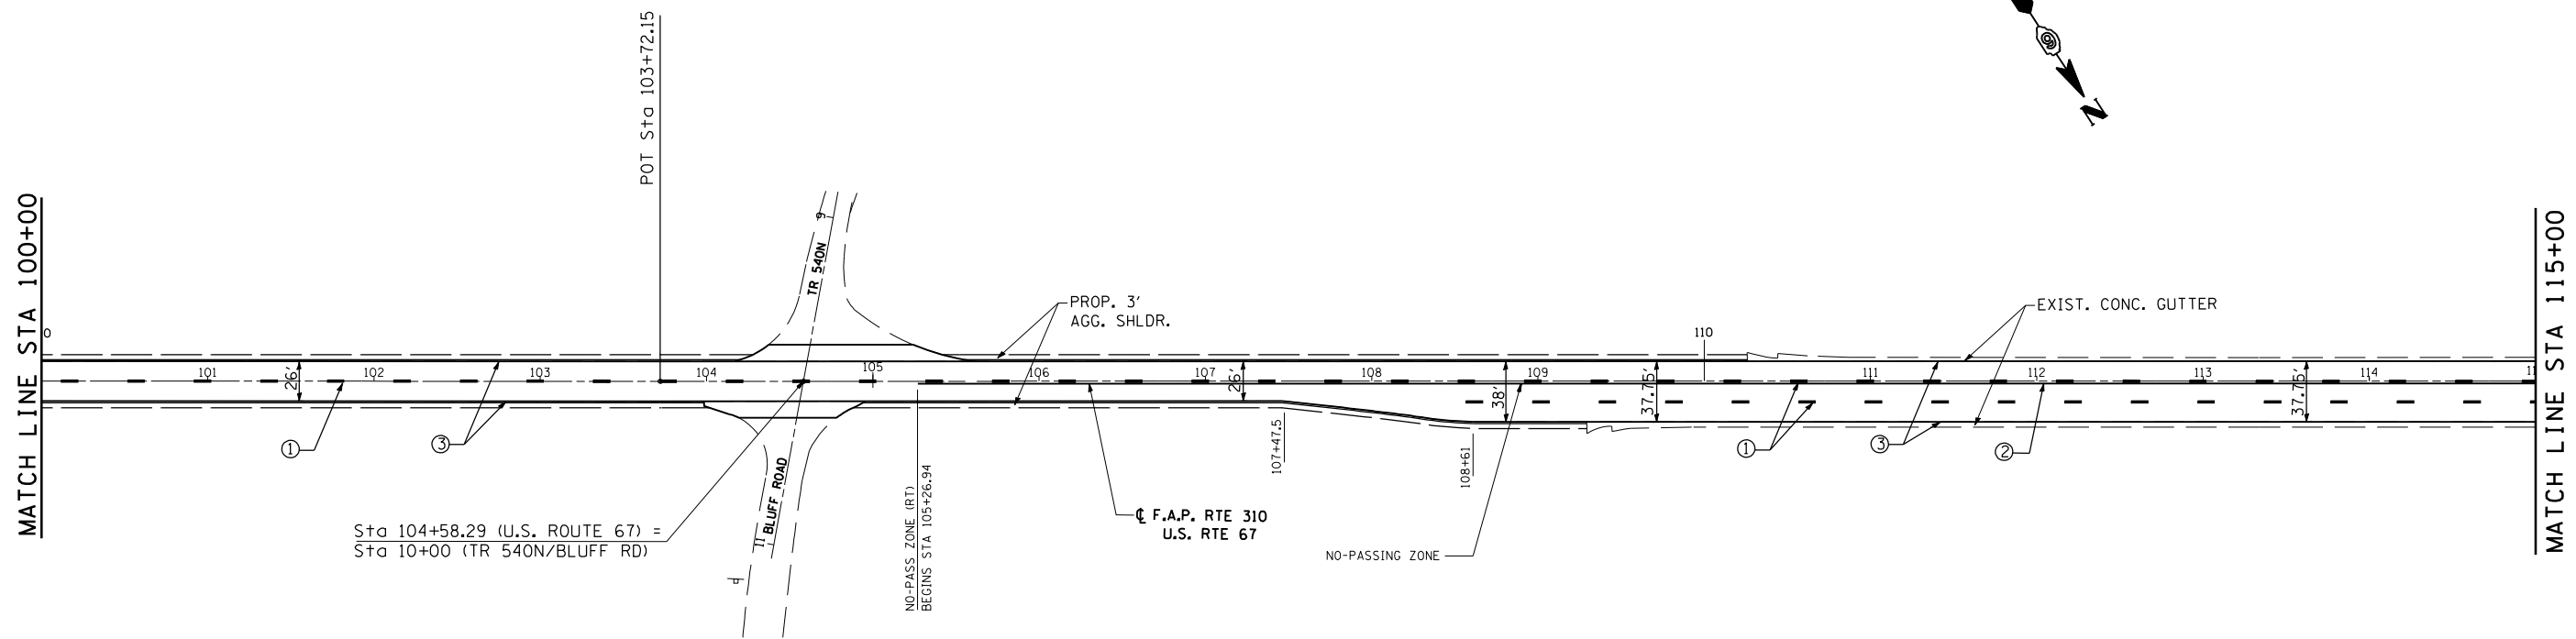 MATCH LINE STA 100+00
POT Sta 103+72.15
N
0
101
102
103
104
105
106
107
108
109
110
111
112
113
114
11
26'
26'
38'
37.75'
37.75'
9
TR 540N
BLUFF ROAD
11
PROP. 3'
AGG. SHLDR.
EXIST. CONC. GUTTER
1
3
1
3
2
Sta 104+58.29 (U.S. ROUTE 67) =
Sta 10+00 (TR 540N/BLUFF RD)
NO-PASS ZONE (RT)
BEGINS STA 105+26.94
107+47.5
108+61
℄ F.A.P. RTE 310
U.S. RTE 67
NO-PASSING ZONE
MATCH LINE STA 115+00